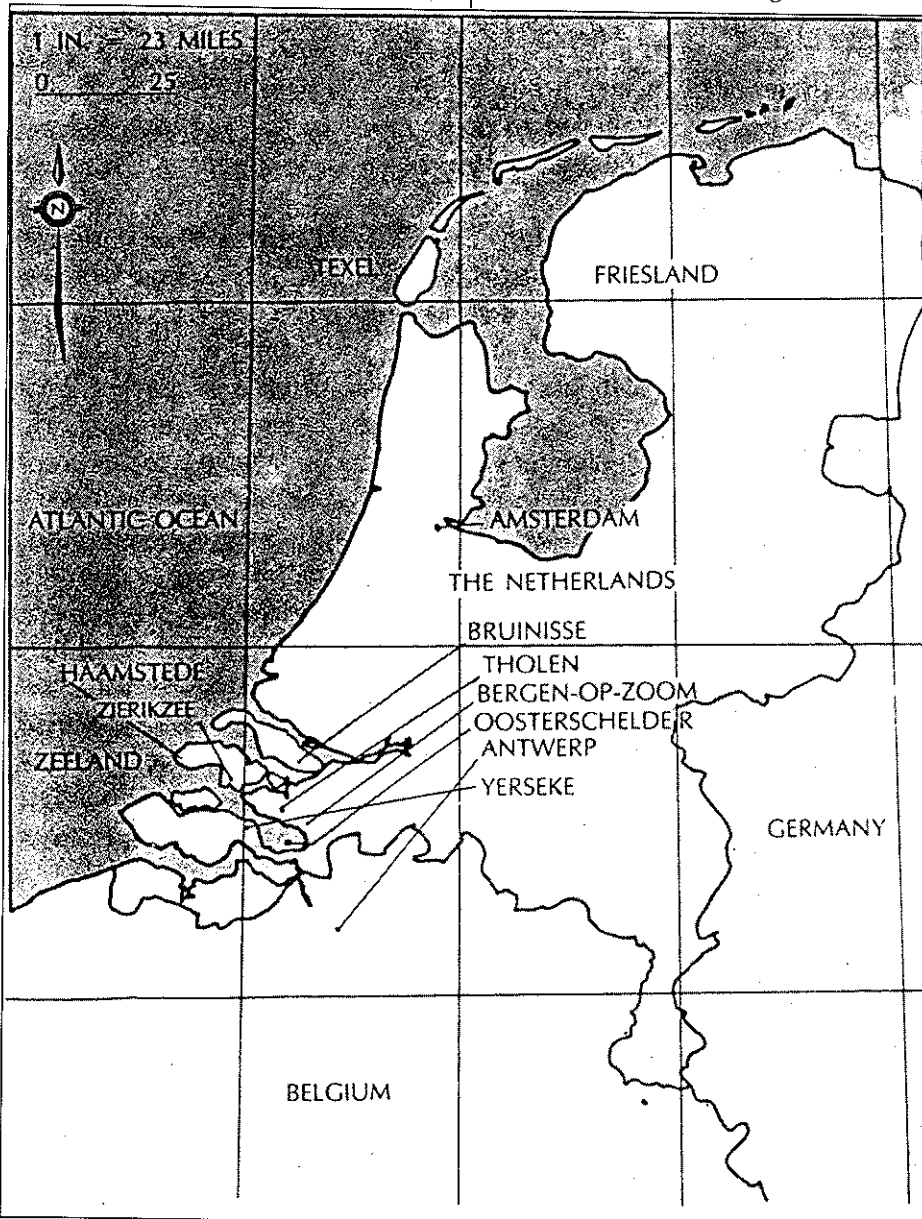 1 IN. = 23 MILES
0 25
N
TEXEL
FRIESLAND
ATLANTIC OCEAN
AMSTERDAM
THE NETHERLANDS
BRUINISSE
HAAMSTEDE
THOLEN
ZIERIKZEE
BERGEN-OP-ZOOM
OOSTERSCHELDE R
ZEELAND
ANTWERP
YERSEKE
GERMANY
BELGIUM